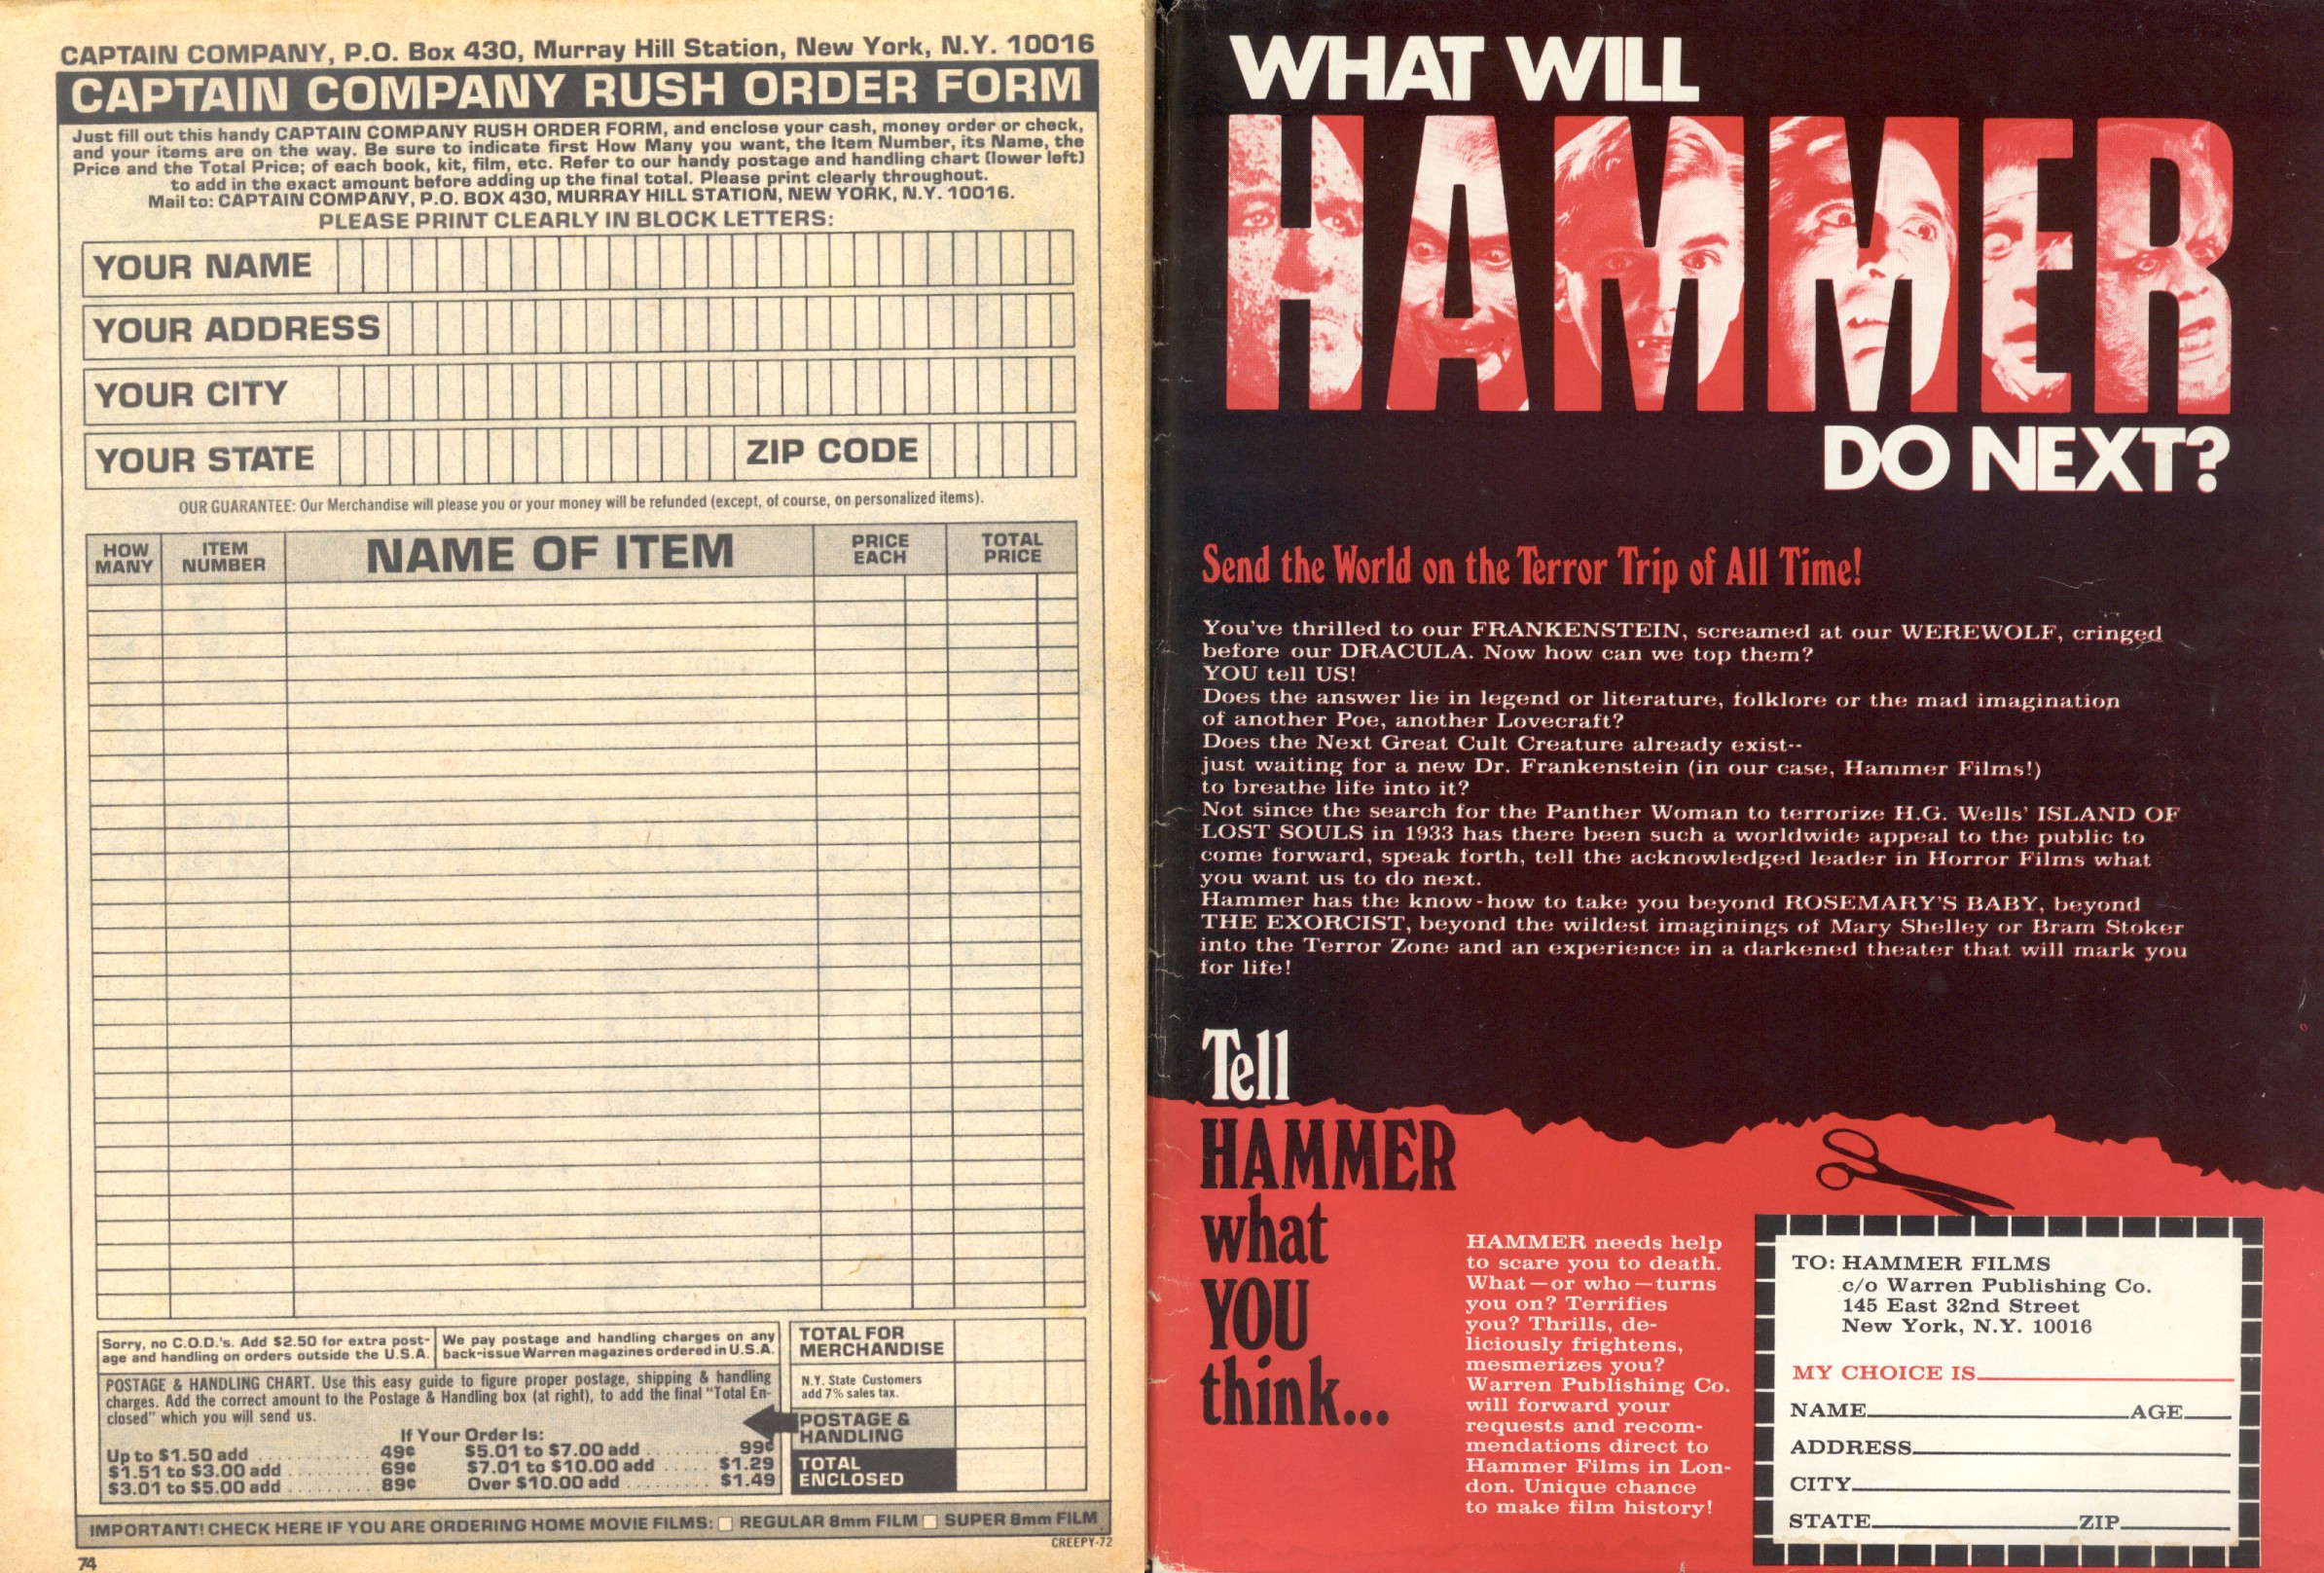 CAPTAIN COMPANY, P.O. Box 430, Murray Hill Station, New York, N.Y. 10016
CAPTAIN COMPANY RUSH ORDER FORM
Just fill out this handy CAPTAIN COMPANY RUSH ORDER FORM, and enclose your cash, money order or check,
and your items are on the way. Be sure to indicate first How Many you want, the Item Number, its Name, the
Price and the Total Price; of each book, kit, film, etc. Refer to our handy postage and handling chart (lower left)
to add in the exact amount before adding up the final total. Please print clearly throughout.
Mail to: CAPTAIN COMPANY, P.O. BOX 430, MURRAY HILL STATION, NEW YORK, N.Y. 10016.
PLEASE PRINT CLEARLY IN BLOCK LETTERS:
YOUR NAME
YOUR ADDRESS
YOUR CITY
YOUR STATE ZIP CODE
OUR GUARANTEE: Our Merchandise will please you or your money will be refunded (except, of course, on personalized items).
HOW
MANY
ITEM
NUMBER
NAME OF ITEM
PRICE
EACH
TOTAL
PRICE
Sorry, no C.O.D.'s. Add $2.50 for extra post-
age and handling on orders outside the U.S.A.
We pay postage and handling charges on any
back-issue Warren magazines ordered in U.S.A.
POSTAGE & HANDLING CHART. Use this easy guide to figure proper postage, shipping & handling
charges. Add the correct amount to the Postage & Handling box (at right), to add the final "Total En-
closed" which you will send us.
If Your Order Is:
Up to $1.50 add .......... 49¢
$1.51 to $3.00 add ......... 69¢
$3.01 to $5.00 add ......... 89¢
$5.01 to $7.00 add ......... 99¢
$7.01 to $10.00 add ..... $1.29
Over $10.00 add ........ $1.49
TOTAL FOR
MERCHANDISE
N.Y. State Customers
add 7% sales tax.
POSTAGE &
HANDLING
TOTAL
ENCLOSED
IMPORTANT! CHECK HERE IF YOU ARE ORDERING HOME MOVIE FILMS: □ REGULAR 8mm FILM □ SUPER 8mm FILM
CREEPY-72
74
WHAT WILL
HAMMER
DO NEXT?
Send the World on the Terror Trip of All Time!
You've thrilled to our FRANKENSTEIN, screamed at our WEREWOLF, cringed
before our DRACULA. Now how can we top them?
YOU tell US!
Does the answer lie in legend or literature, folklore or the mad imagination
of another Poe, another Lovecraft?
Does the Next Great Cult Creature already exist--
just waiting for a new Dr. Frankenstein (in our case, Hammer Films!)
to breathe life into it?
Not since the search for the Panther Woman to terrorize H.G. Wells' ISLAND OF
LOST SOULS in 1933 has there been such a worldwide appeal to the public to
come forward, speak forth, tell the acknowledged leader in Horror Films what
you want us to do next.
Hammer has the know-how to take you beyond ROSEMARY'S BABY, beyond
THE EXORCIST, beyond the wildest imaginings of Mary Shelley or Bram Stoker
into the Terror Zone and an experience in a darkened theater that will mark you
for life!
Tell
HAMMER
what
YOU
think...
HAMMER needs help
to scare you to death.
What—or who—turns
you on? Terrifies
you? Thrills, de-
liciously frightens,
mesmerizes you?
Warren Publishing Co.
will forward your
requests and recom-
mendations direct to
Hammer Films in Lon-
don. Unique chance
to make film history!
TO: HAMMER FILMS
c/o Warren Publishing Co.
145 East 32nd Street
New York, N.Y. 10016
MY CHOICE IS
NAME AGE
ADDRESS
CITY
STATE ZIP